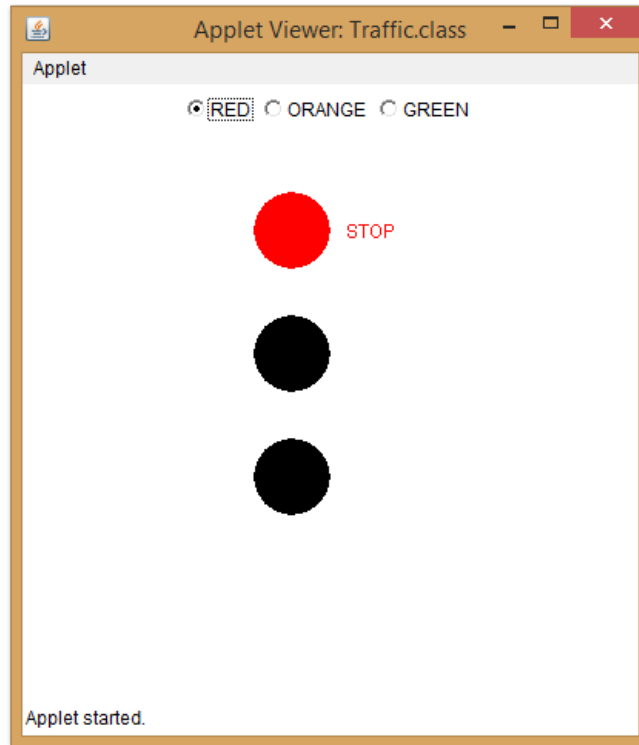 Applet Viewer: Traffic.class
Applet
RED ORANGE GREEN
STOP
Applet started.